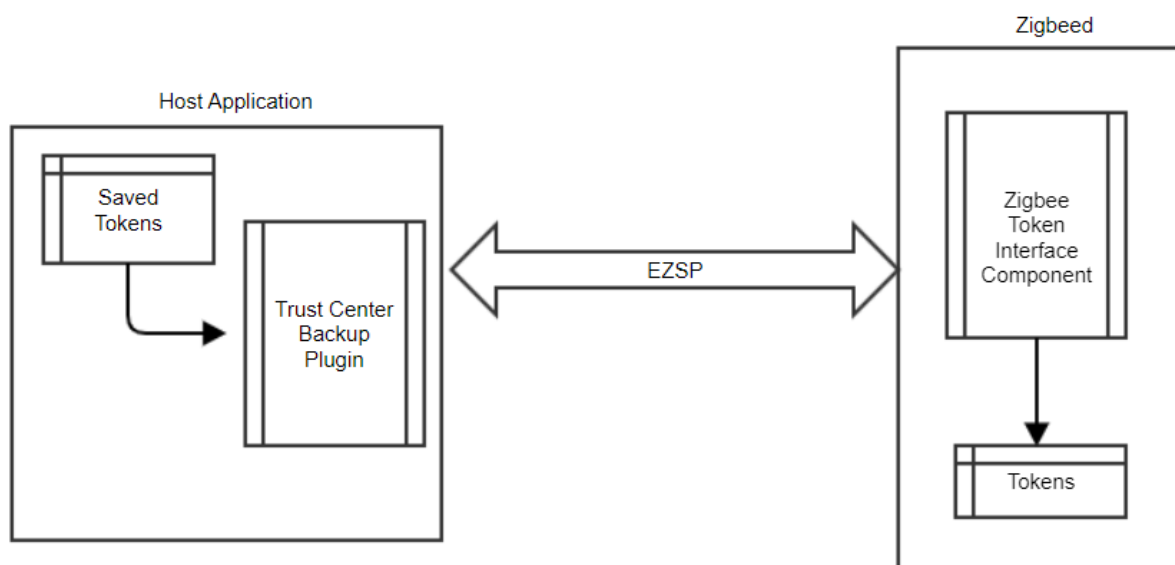 Zigbeed
Host Application
Saved
Tokens
Trust Center
Backup
Plugin
EZSP
Zigbee
Token
Interface
Component
Tokens